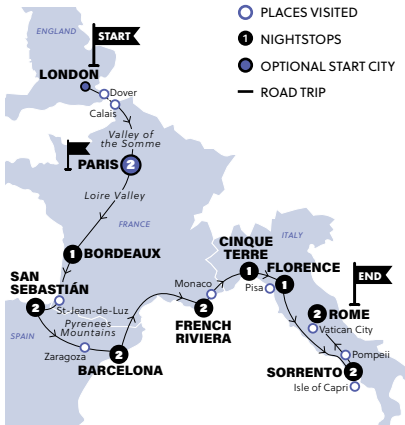 PLACES VISITED
1 NIGHTSTOPS
OPTIONAL START CITY
ROAD TRIP
ENGLAND
START
LONDON
Dover
Calais
Valley of
the Somme
PARIS 2
Loire Valley
FRANCE
1 BORDEAUX
SAN
SEBASTIÁN
2
St-Jean-de-Luz
Pyrenees
Mountains
SPAIN
Zaragoza
2
BARCELONA
Monaco
2
FRENCH
RIVIERA
CINQUE
TERRE
1
ITALY
Pisa
FLORENCE
1
END
2 ROME
Vatican City
Pompeii
SORRENTO 2
Isle of Capri